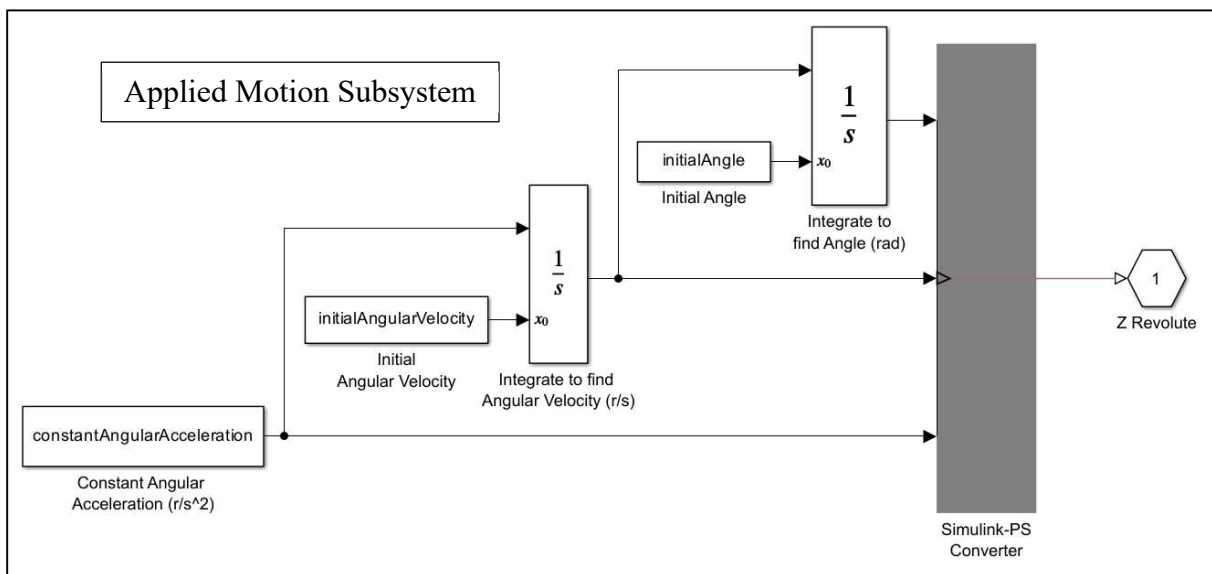 Applied Motion Subsystem
1
s
x0
initialAngle
Initial Angle
Integrate to
find Angle (rad)
1
s
x0
initialAngularVelocity
Initial
Angular Velocity
Integrate to find
Angular Velocity (r/s)
1
Z Revolute
constantAngularAcceleration
Constant Angular
Acceleration (r/s^2)
Simulink-PS
Converter